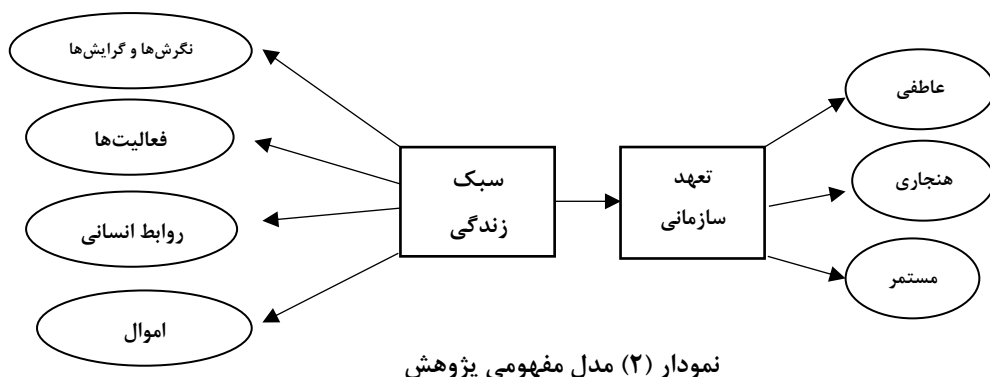 نگرش‌ها و گرایش‌ها
فعالیت‌ها
روابط انسانی
اموال
سبک
زندگی
تعهد
سازمانی
عاطفی
هنجاری
مستمر
نمودار (۲) مدل مفهومی پژوهش